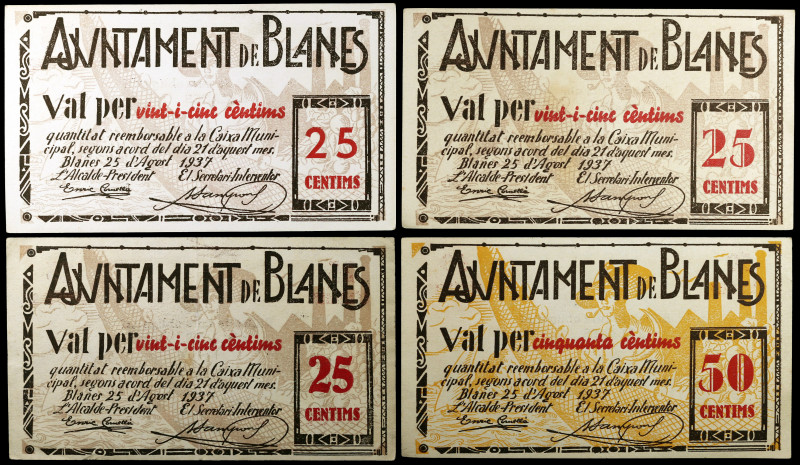 AJUNTAMENT DE BLANES
Val per vint-i-cinc cèntims
quantitat reemborsable a la Caixa Muni-
cipal, segons acord del dia 21 d'aquest mes.
Blanes 25 d'Agost 1937
L'Alcalde-President El Secretari-Interventor
25
CENTIMS
AJUNTAMENT DE BLANES
Val per vint-i-cinc cèntims
quantitat reemborsable a la Caixa Muni-
cipal, segons acord del dia 21 d'aquest mes.
Blanes 25 d'Agost 1937
L'Alcalde-President El Secretari-Interventor
25
CENTIMS
AJUNTAMENT DE BLANES
Val per vint-i-cinc cèntims
quantitat reemborsable a la Caixa Muni-
cipal, segons acord del dia 21 d'aquest mes.
Blanes 25 d'Agost 1937
L'Alcalde-President El Secretari-Interventor
25
CENTIMS
AJUNTAMENT DE BLANES
Val per cinquanta cèntims
quantitat reemborsable a la Caixa Muni-
cipal, segons acord del dia 21 d'aquest mes.
Blanes 25 d'Agost 1937
L'Alcalde-President El Secretari-Interventor
50
CENTIMS